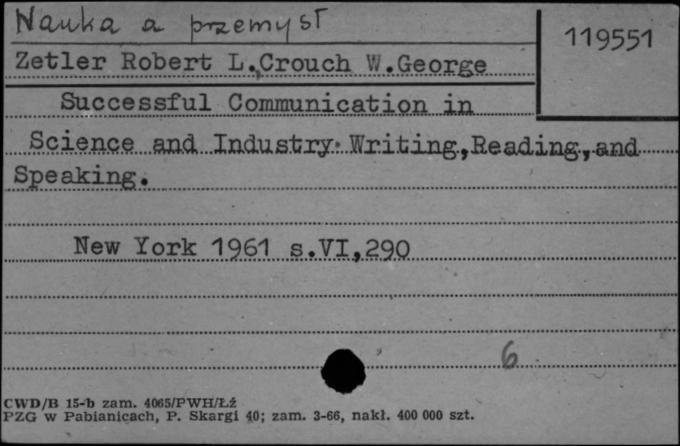 Nauka a przemysł
119551
Zetler Robert L.,Crouch W.George
Successful Communication in
Science and Industry. Writing,Reading,and
Speaking.
New York 1961 s.VI,290
6
CWD/B 15-b zam. 4065/PWH/Łż
PZG w Pabianicach, P. Skargi 40; zam. 3-66, nakł. 400 000 szt.